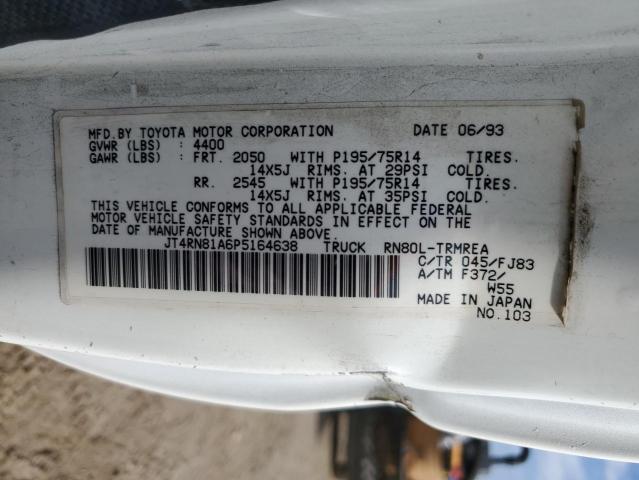 MFD.BY TOYOTA MOTOR CORPORATION DATE 06/93
GVWR (LBS) : 4400
GAWR (LBS) : FRT. 2050 WITH P195/75R14 TIRES.
14X5J RIMS. AT 29PSI COLD.
RR. 2545 WITH P195/75R14 TIRES.
14X5J RIMS. AT 35PSI COLD.
THIS VEHICLE CONFORMS TO ALL APPLICABLE FEDERAL
MOTOR VEHICLE SAFETY STANDARDS IN EFFECT ON THE
DATE OF MANUFACTURE SHOWN ABOVE.
JT4RN81A6P5164638 TRUCK RN80L-TRMREA
C/TR 045/FJ83
A/TM F372/
W55
MADE IN JAPAN
NO.103